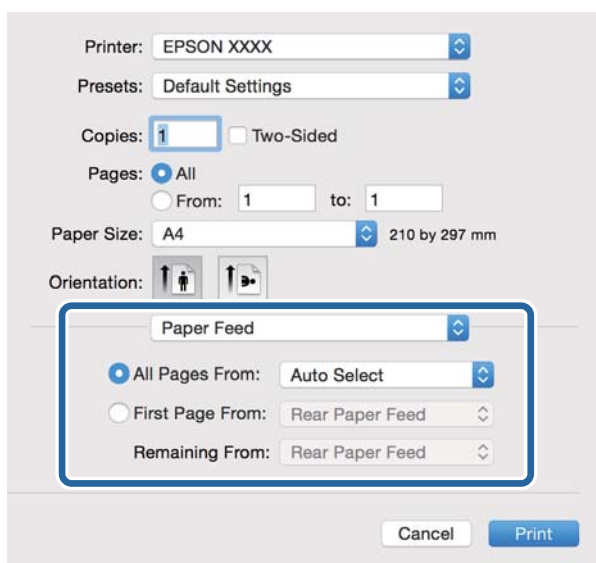 Printer: EPSON XXXX
Presets: Default Settings
Copies: 1 Two-Sided
Pages: All
From: 1 to: 1
Paper Size: A4 210 by 297 mm
Orientation:
Paper Feed
All Pages From: Auto Select
First Page From: Rear Paper Feed
Remaining From: Rear Paper Feed
Cancel Print